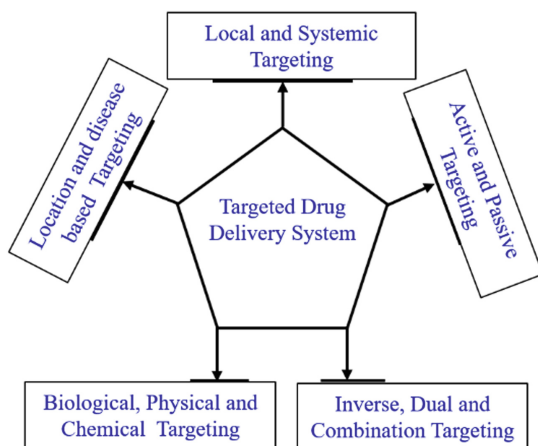 Local and Systemic
Targeting
Location and disease
based Targeting
Active and Passive
Targeting
Targeted Drug
Delivery System
Biological, Physical and
Chemical Targeting
Inverse, Dual and
Combination Targeting